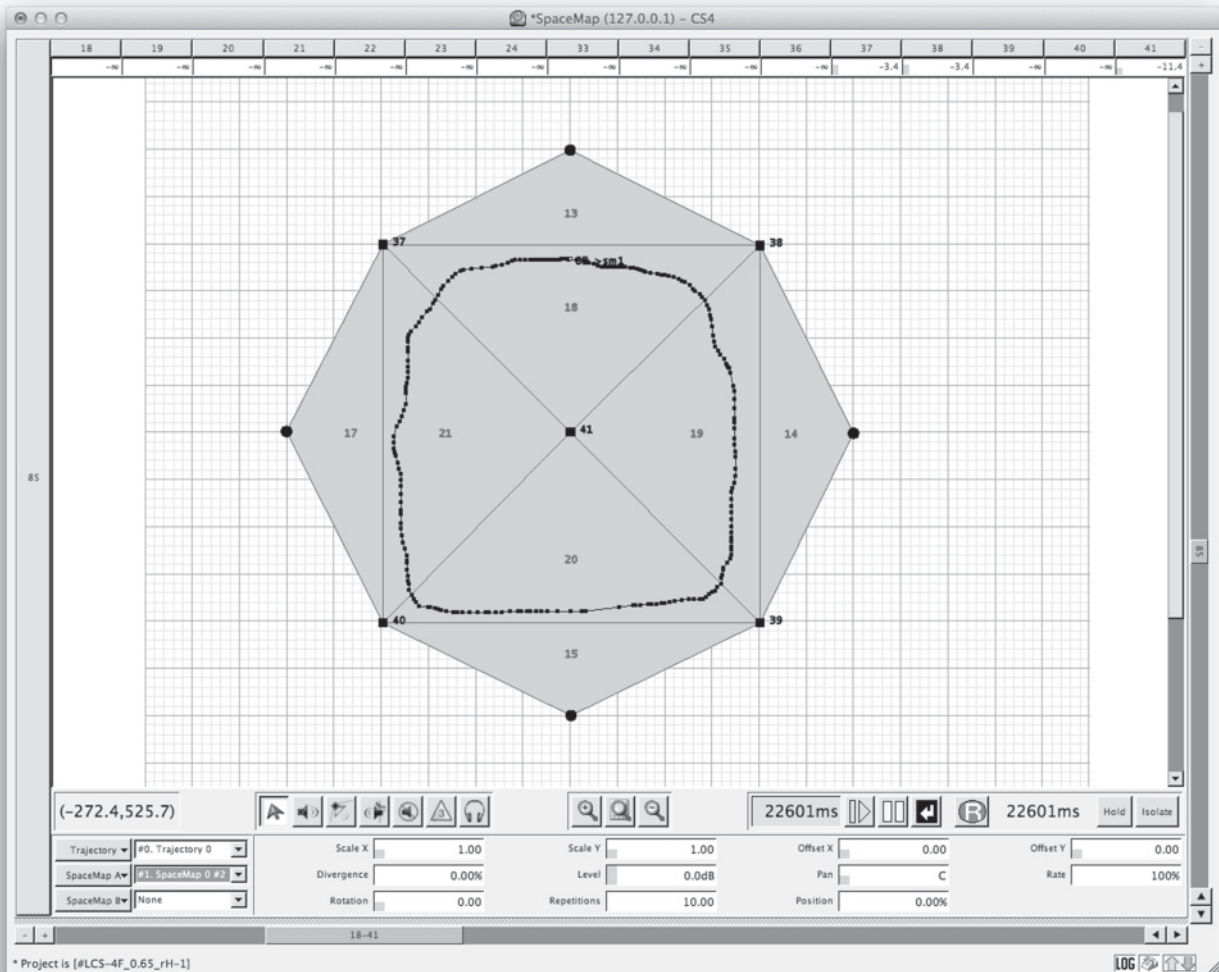 *SpaceMap (127.0.0.1) – CS4
18 19 20 21 22 23 24 33 34 35 36 37 38 39 40 41
-∞ -∞ -∞ -∞ -∞ -∞ -∞ -∞ -∞ -∞ -∞ -3.4 -3.4 -∞ -∞ -11.4
13
37
38
>sm1
18
17
21
41
19
14
85
85
20
40
39
15
(-272.4,525.7)
3
22601ms
R
22601ms
Hold
Isolate
Trajectory
#0. Trajectory 0
Scale X
1.00
Scale Y
1.00
Offset X
0.00
Offset Y
0.00
SpaceMap A
#1. SpaceMap 0 #2
Divergence
0.00%
Level
0.0dB
Pan
C
Rate
100%
SpaceMap B
None
Rotation
0.00
Repetitions
10.00
Position
0.00%
- +
18-41
* Project is [#LCS-4F_0.65_rH-1]
LOG